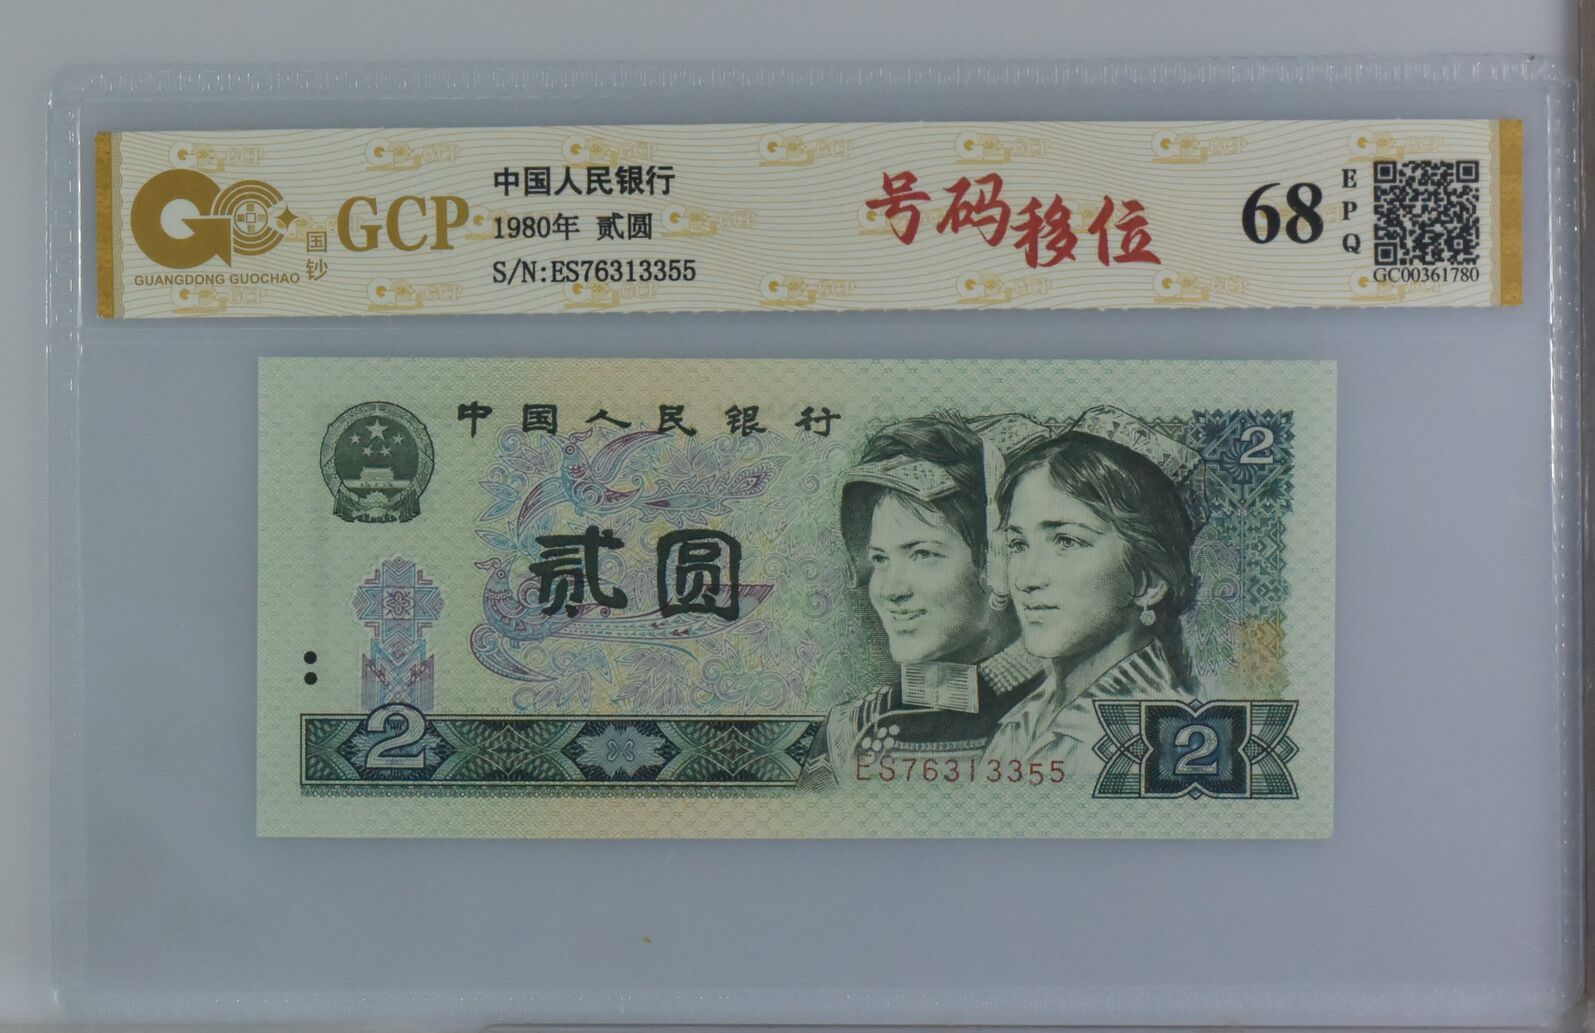 GCP
国钞
GUANGDONG GUOCHAO
中国人民银行
1980年 贰圆
S/N:ES76313355
号码移位
68
EPQ
GC00361780
中国人民银行
2
贰圆
2
ES76313355
2